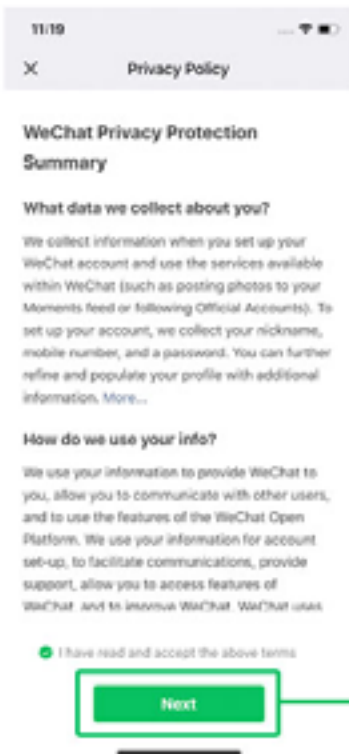 11:19
Privacy Policy
WeChat Privacy Protection
Summary
What data we collect about you?
We collect information when you set up your
WeChat account and use the services available
within WeChat (such as posting photos to your
Moments feed or following Official Accounts). To
set up your account, we collect your nickname,
mobile number, and a password. You can further
refine and populate your profile with additional
information. More...
How do we use your info?
We use your information to provide WeChat to
you, allow you to communicate with other users,
and to use the features of the WeChat Open
Platform. We use your information for account
set-up, to facilitate communications, provide
support, allow you to access features of
WeChat, and to improve WeChat. WeChat uses
I have read and accept the above terms
Next